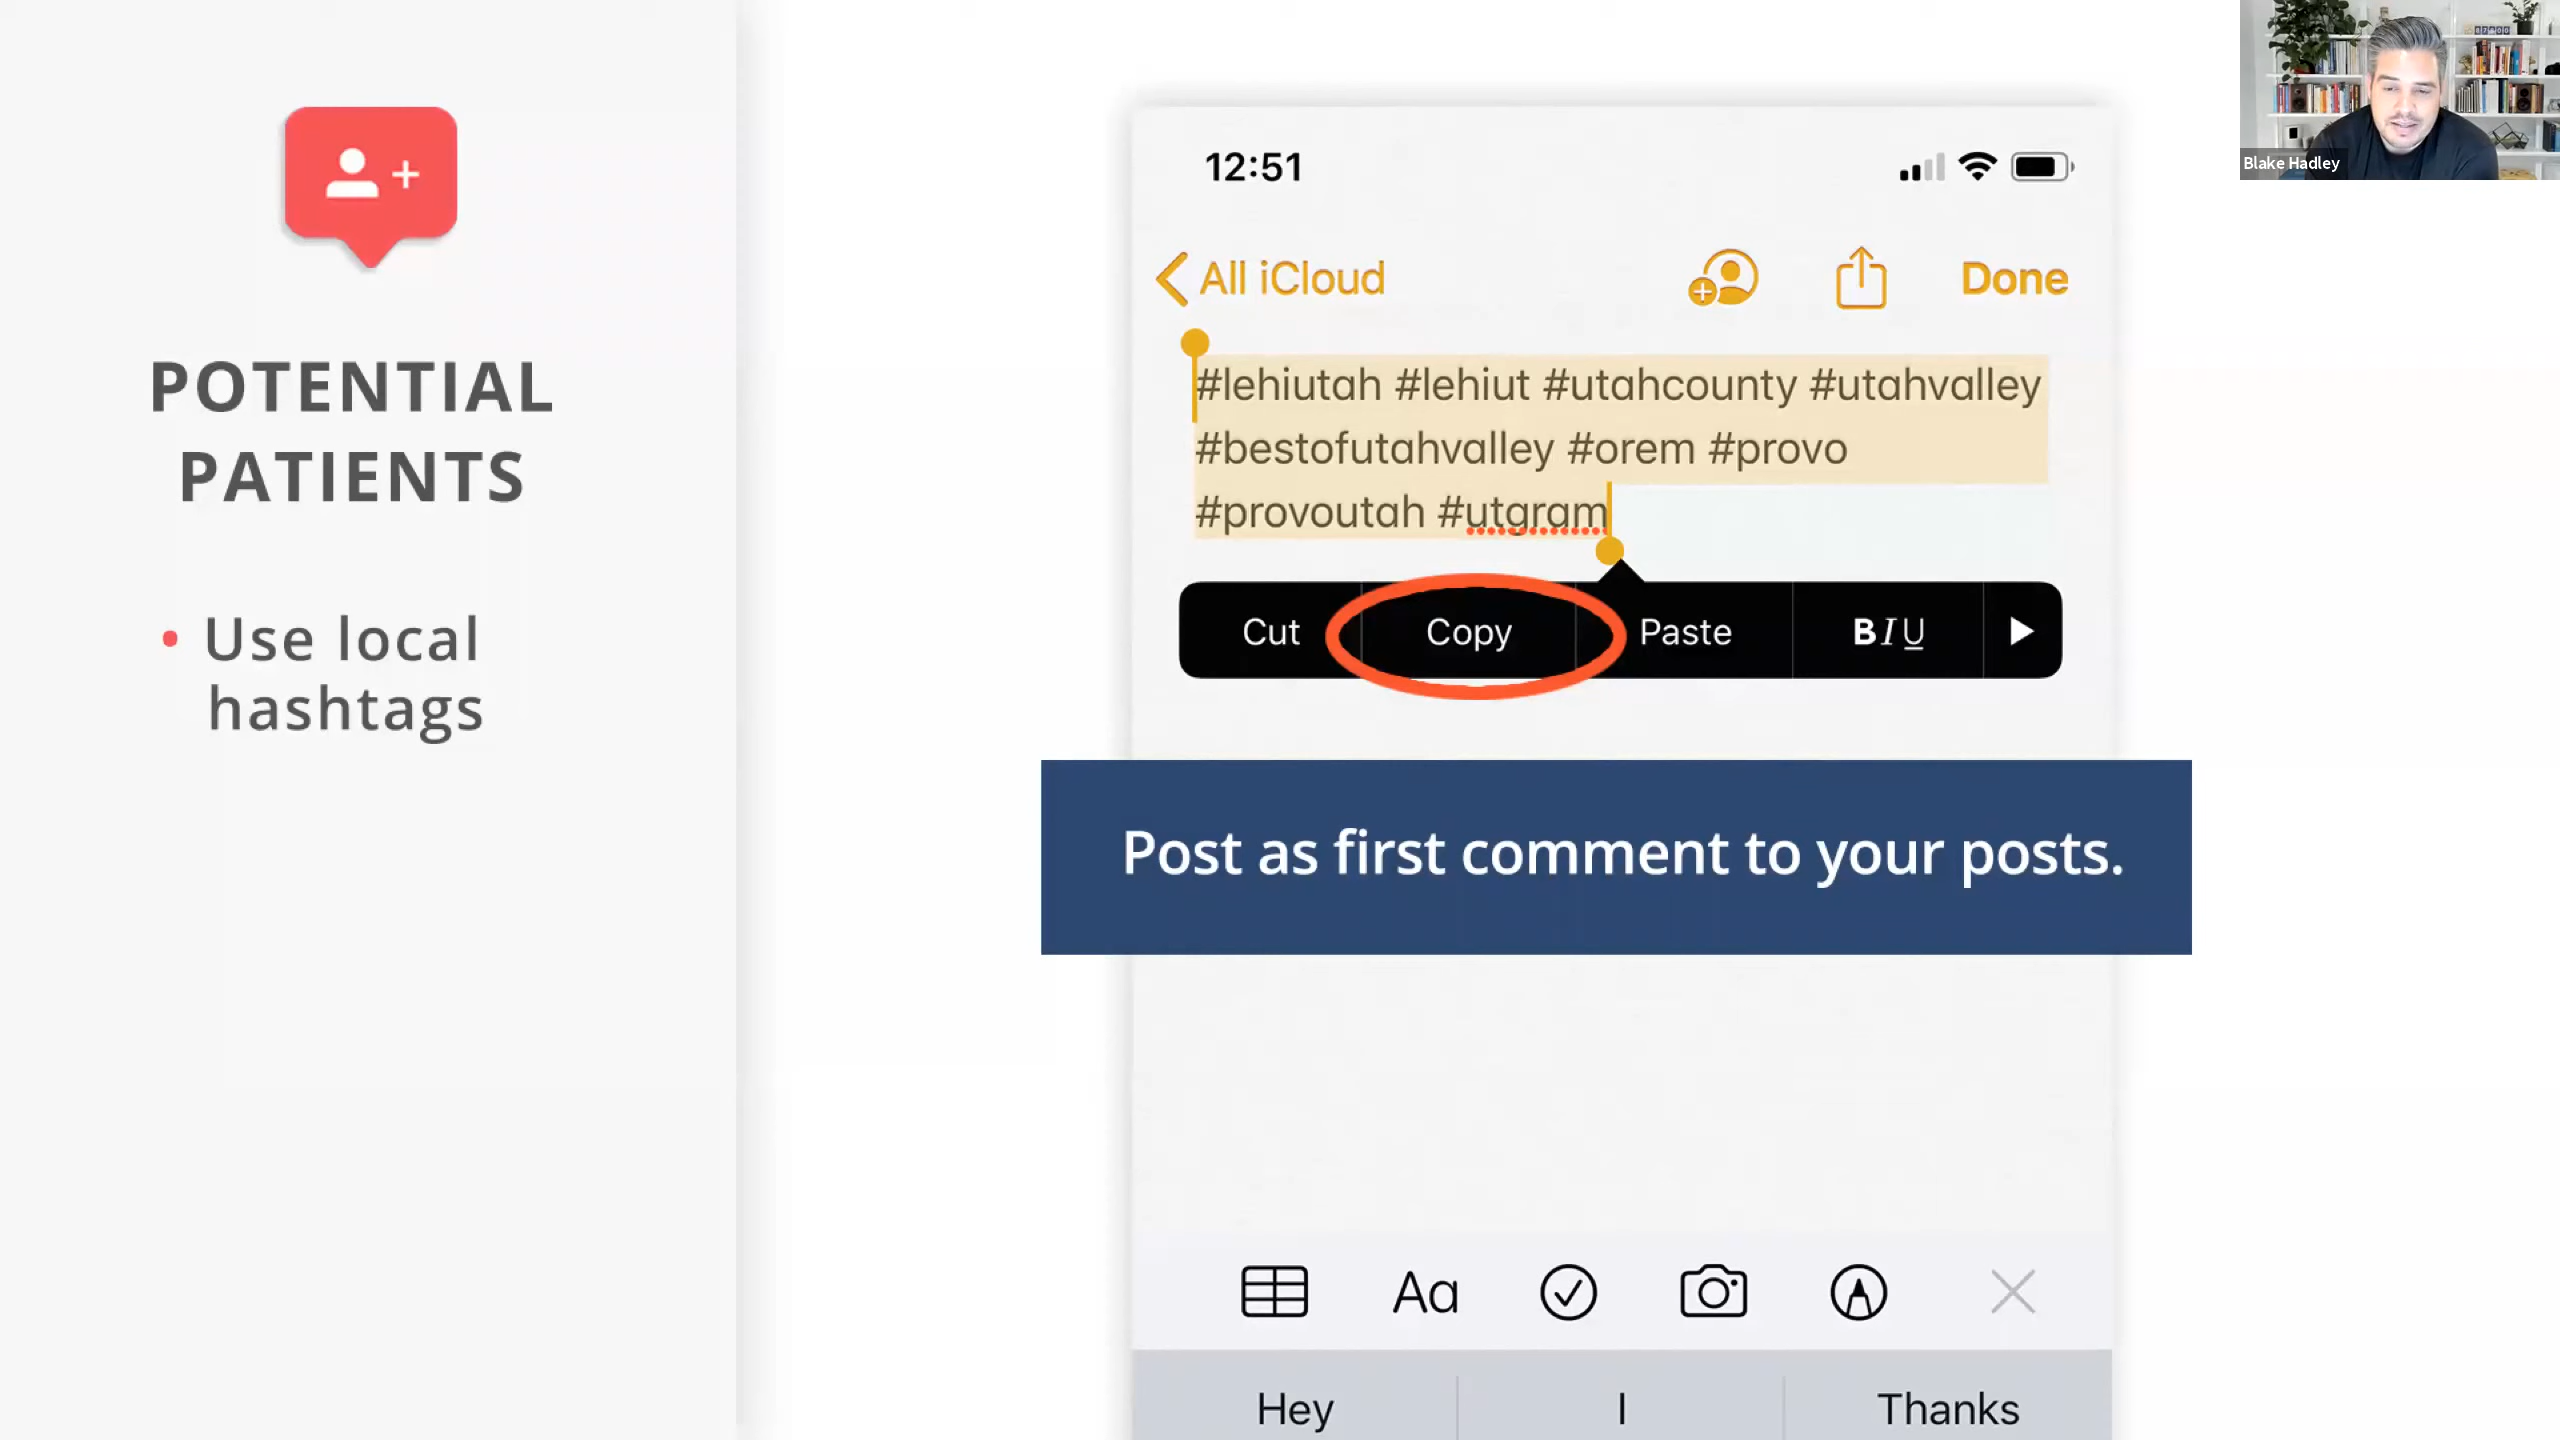 POTENTIAL
PATIENTS
• Use local
hashtags
12:51
All iCloud
Done
#lehiutah #lehiut #utahcounty #utahvalley
#bestofutahvalley #orem #provo
#provoutah #utgram
Cut Copy Paste BIU
Post as first comment to your posts.
Aa
Hey I Thanks
Blake Hadley